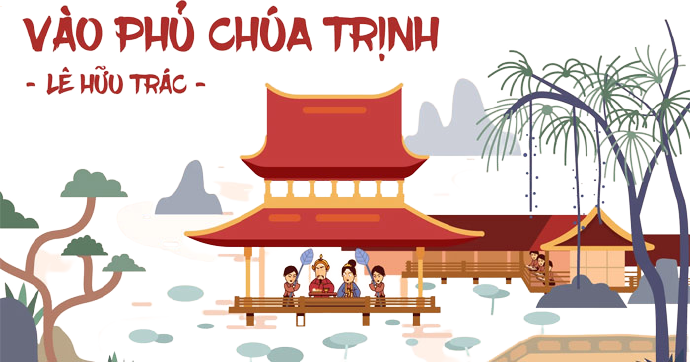 VÀO PHỦ CHÚA TRỊNH
- LÊ HỮU TRÁC -